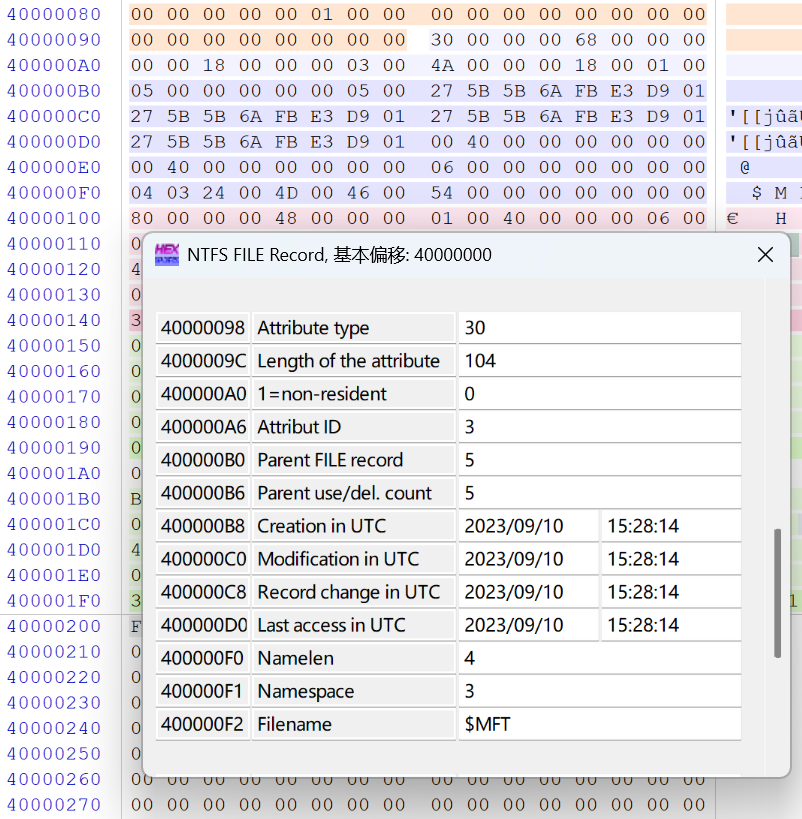 40000080 00 00 00 00 00 01 00 00 00 00 00 00 00 00 00 00
40000090 00 00 00 00 00 00 00 00 30 00 00 00 68 00 00 00
400000A0 00 00 18 00 00 00 03 00 4A 00 00 00 18 00 01 00
400000B0 05 00 00 00 00 00 05 00 27 5B 5B 6A FB E3 D9 01
400000C0 27 5B 5B 6A FB E3 D9 01 27 5B 5B 6A FB E3 D9 01 '[[jûã
400000D0 27 5B 5B 6A FB E3 D9 01 00 40 00 00 00 00 00 00 '[[jûã
400000E0 00 40 00 00 00 00 00 00 06 00 00 00 00 00 00 00 @
400000F0 04 03 24 00 4D 00 46 00 54 00 00 00 00 00 00 00 $ M
40000100 80 00 00 00 48 00 00 00 01 00 40 00 00 00 06 00 € H
40000110 0
40000120 4
40000130 0
40000140 3
40000150 0
40000160 0
40000170 0
40000180 0
40000190 0
400001A0 0
400001B0 B
400001C0 0
400001D0 4
400001E0 0
400001F0 3 1
40000200 F
40000210 0
40000220 0
40000230 0
40000240 0
40000250 0
40000260 00 00 00 00 00 00 00 00 00 00 00 00 00 00 00 00
40000270 00 00 00 00 00 00 00 00 00 00 00 00 00 00 00 00
HEX
NTFS FILE Record, 基本偏移: 40000000
40000098 Attribute type 30
4000009C Length of the attribute 104
400000A0 1=non-resident 0
400000A6 Attribut ID 3
400000B0 Parent FILE record 5
400000B6 Parent use/del. count 5
400000B8 Creation in UTC 2023/09/10 15:28:14
400000C0 Modification in UTC 2023/09/10 15:28:14
400000C8 Record change in UTC 2023/09/10 15:28:14
400000D0 Last access in UTC 2023/09/10 15:28:14
400000F0 Namelen 4
400000F1 Namespace 3
400000F2 Filename $MFT